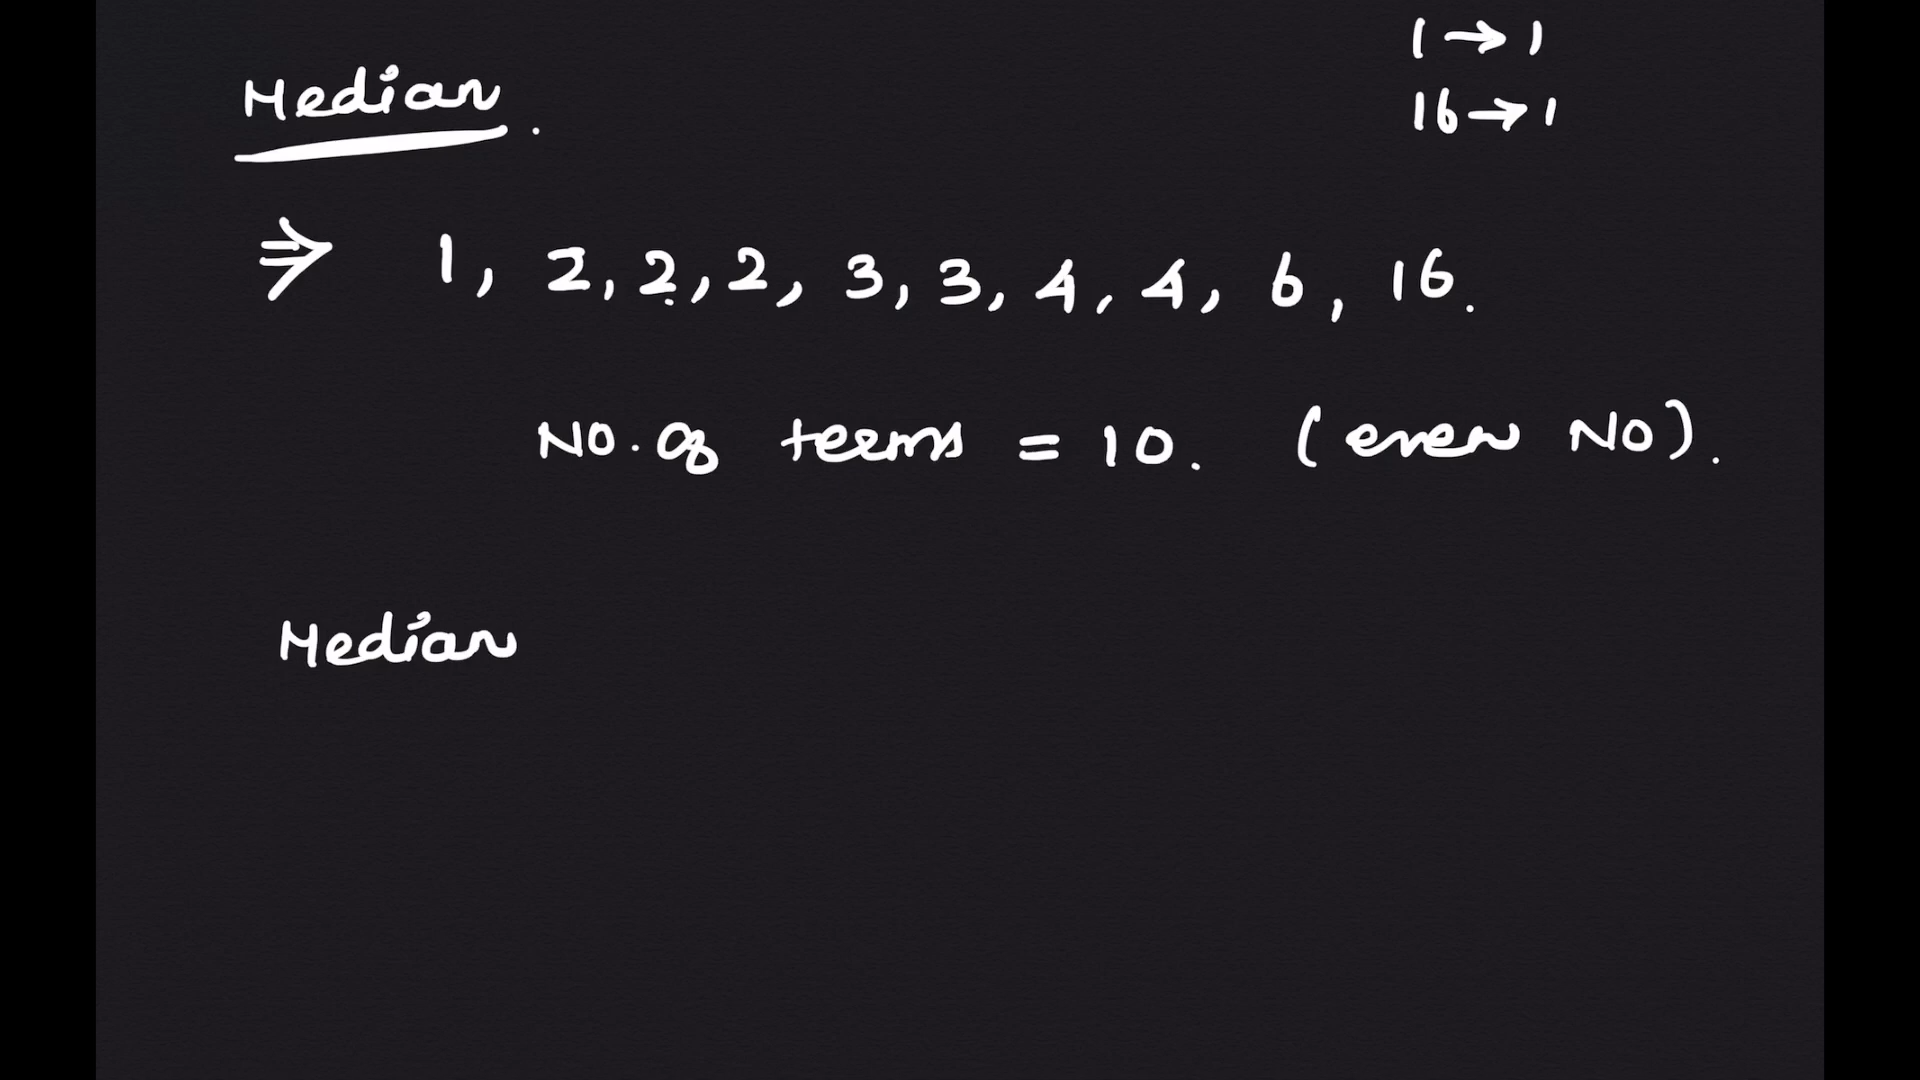 1 → 1
Median.
16 → 1
⇒ 1, 2, 2, 2, 3, 3, 4, 4, 6, 16.
No. of terms = 10. (even No).
Median